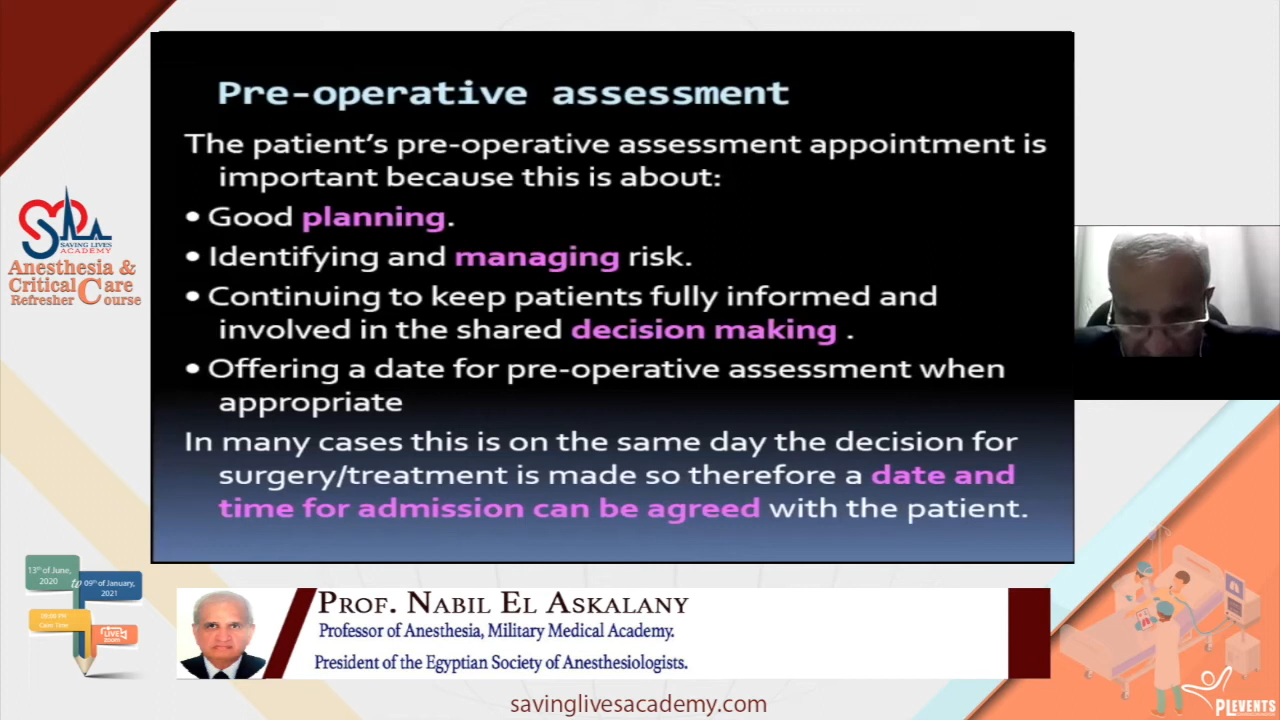 Pre-operative assessment
The patient's pre-operative assessment appointment is
important because this is about:
• Good planning.
• Identifying and managing risk.
• Continuing to keep patients fully informed and
involved in the shared decision making .
• Offering a date for pre-operative assessment when
appropriate
In many cases this is on the same day the decision for
surgery/treatment is made so therefore a date and
time for admission can be agreed with the patient.
SAVING LIVES
ACADEMY
Anesthesia &
Critical Care
Refresher Course
13th of June,
2020
to 09th of January,
2021
Cairo Time
LIVE
ZOOM
PROF. NABIL EL ASKALANY
Professor of Anesthesia, Military Medical Academy.
President of the Egyptian Society of Anesthesiologists.
savinglivesacademy.com
PLEVENTS